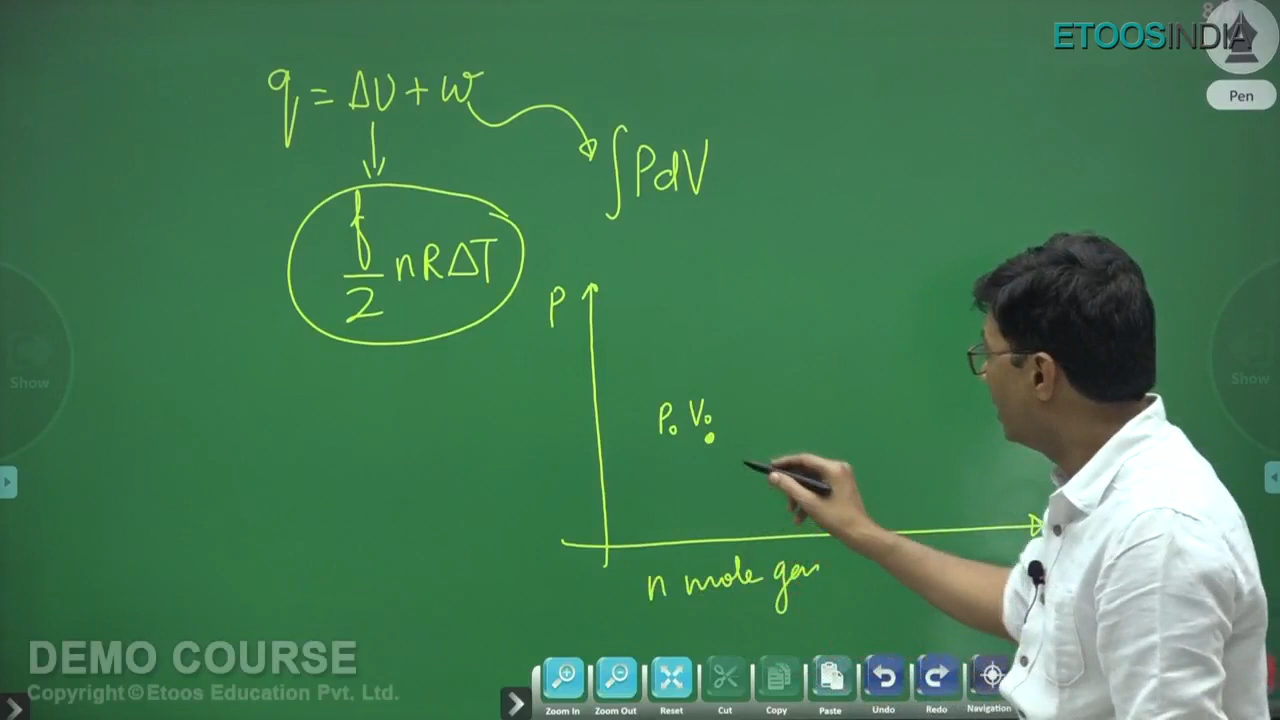 ETOOSINDIA
Pen
q = ΔU + w
∫PdV
f/2 nRΔT
P
P₀ V₀
n mole gas
Show
Show
DEMO COURSE
Copyright © Etoos Education Pvt. Ltd.
Zoom In Zoom Out Reset Cut Copy Paste Undo Redo Navigation